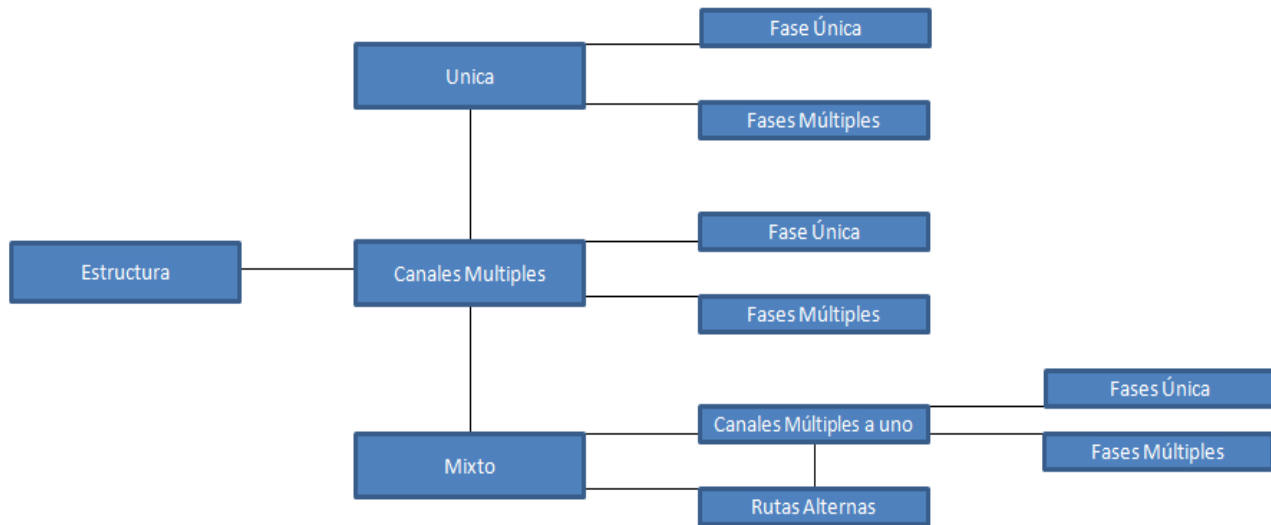 Fase Única
Unica
Fases Múltiples
Fase Única
Estructura
Canales Multiples
Fases Múltiples
Fases Única
Canales Múltiples a uno
Fases Múltiples
Mixto
Rutas Alternas